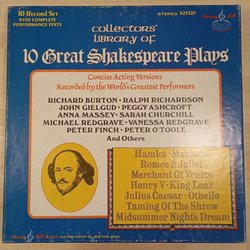 10 RECORD SET
WITH COMPLETE
PERFORMANCE TEXTS
STEREO
Collectors'
Library of
10 Great Shakespeare Plays
Concise Acting Versions
Recorded by the World's Greatest Performers
RICHARD BURTON • RALPH RICHARDSON
JOHN GIELGUD • PEGGY ASHCROFT
ANNA MASSEY • SARAH CHURCHILL
MICHAEL REDGRAVE • VANESSA REDGRAVE
PETER FINCH • PETER O'TOOLE
And Others
Hamlet • Macbeth
Romeo & Juliet
Merchant Of Venice
Henry V • King Lear
Julius Caesar • Othello
Taming Of The Shrew
Midsummer Night's Dream